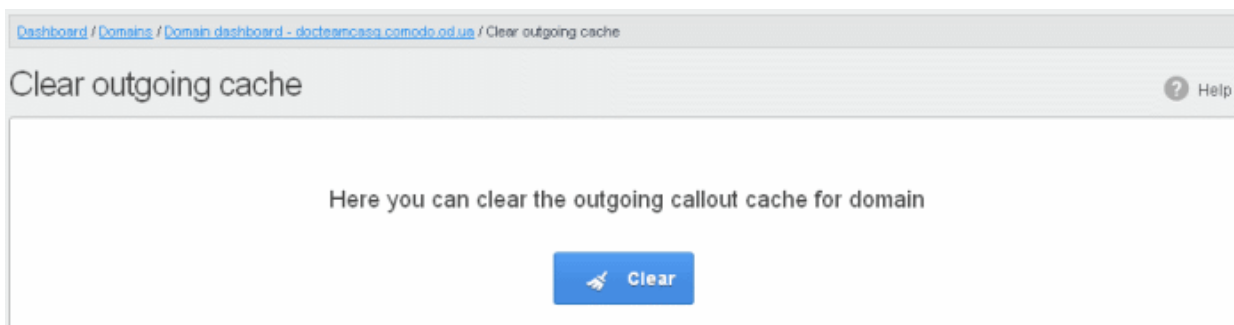 Dashboard / Domains / Domain dashboard - docteamcasg.comodo.od.ua / Clear outgoing cache
Clear outgoing cache
Help
Here you can clear the outgoing callout cache for domain
Clear